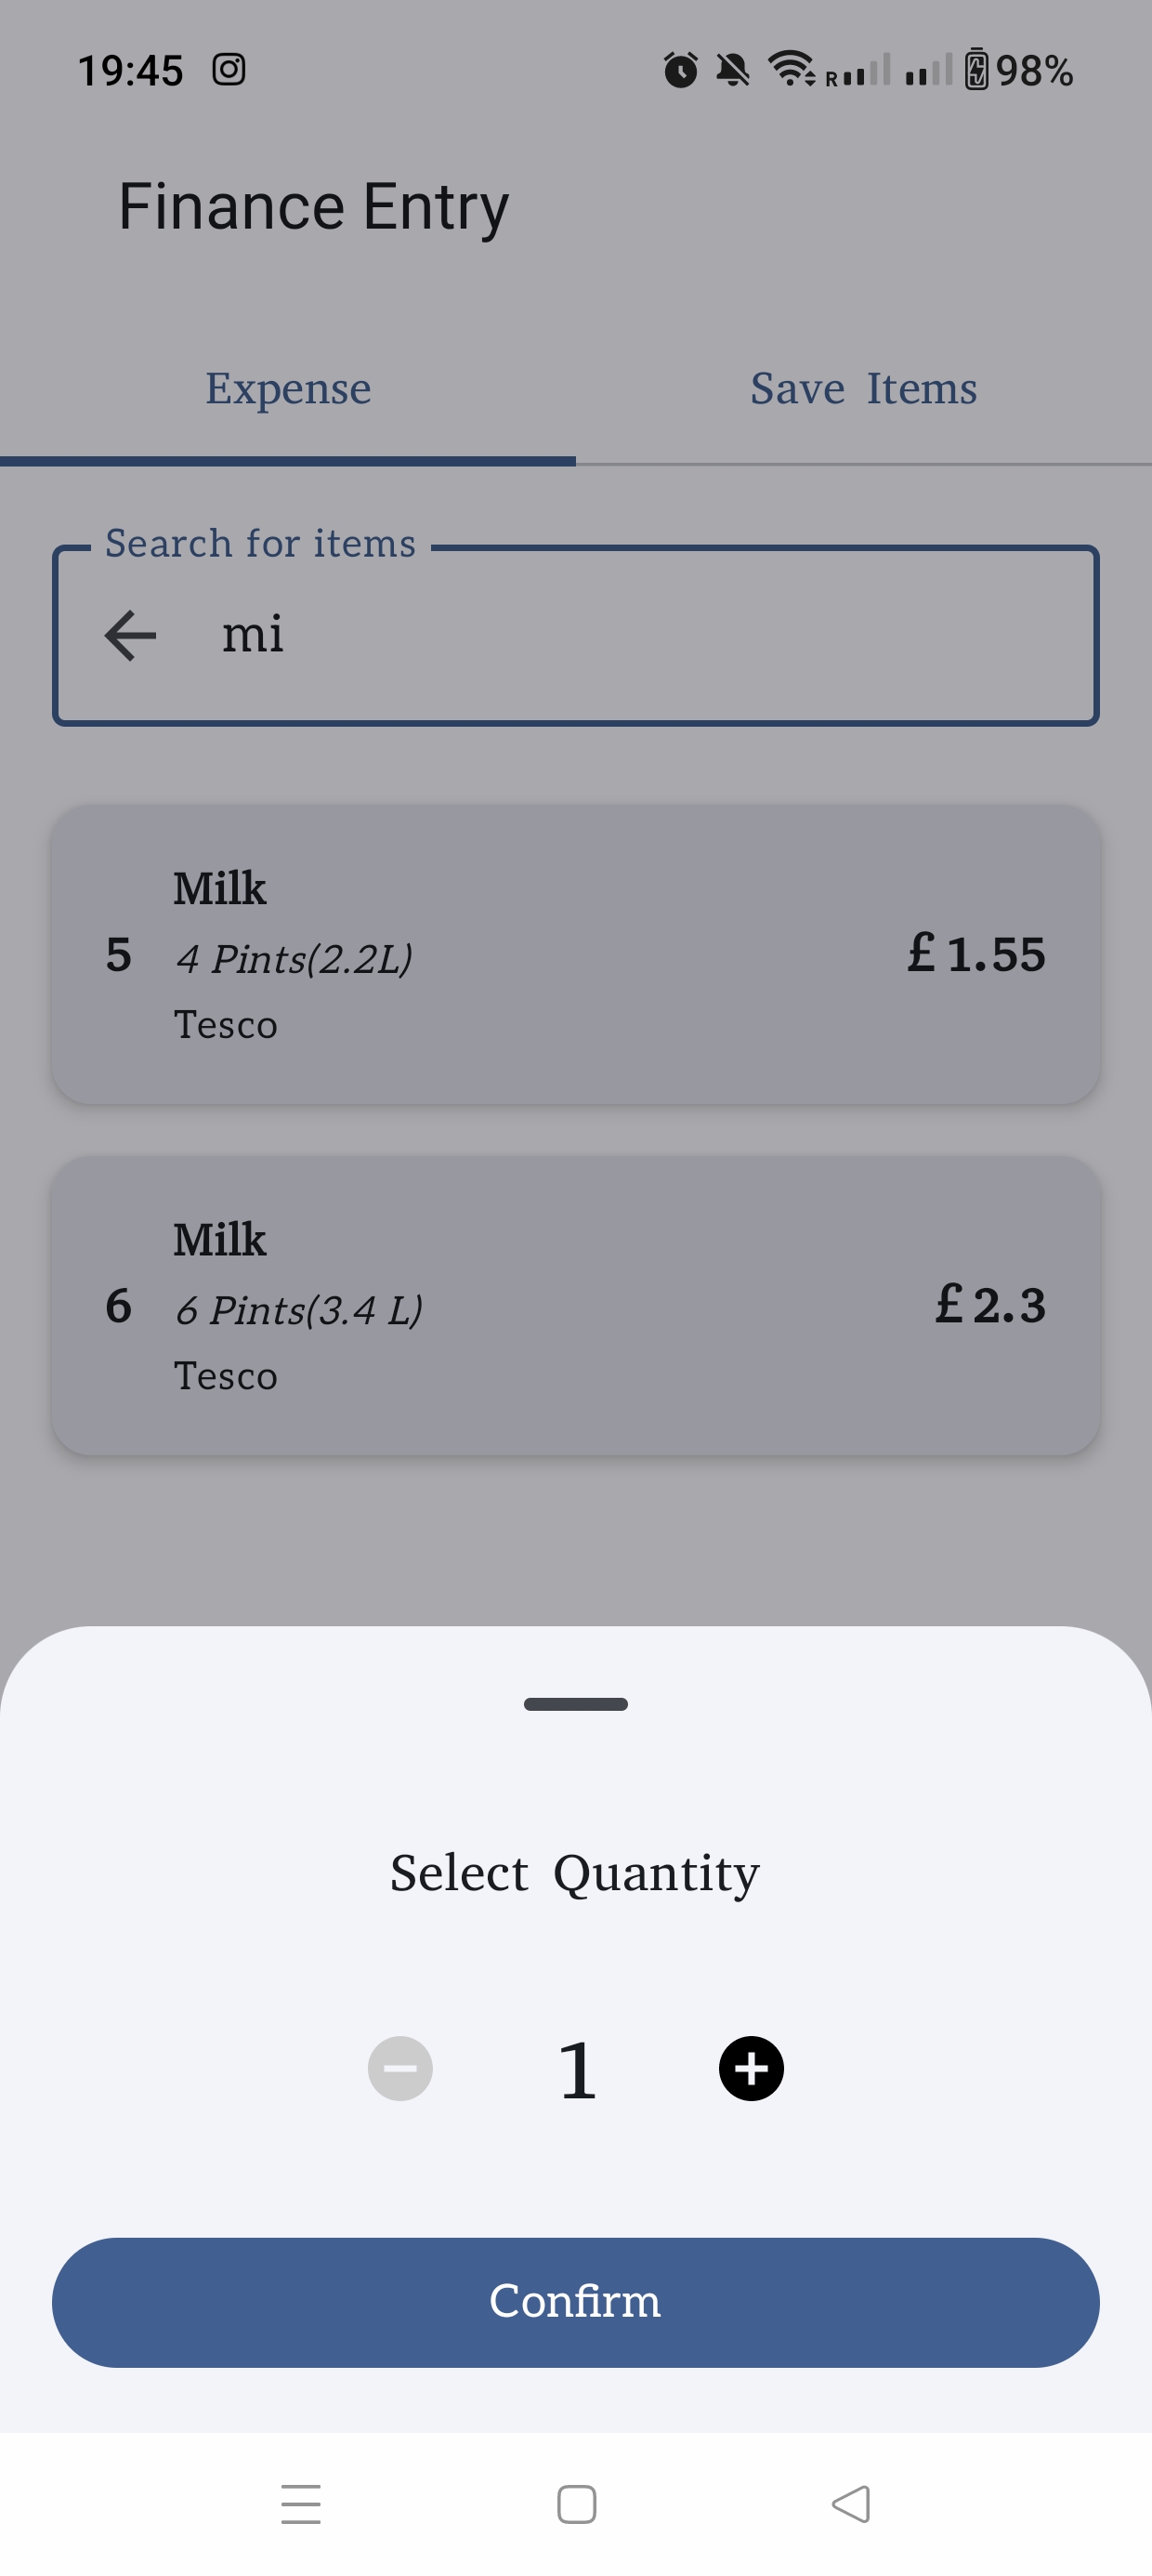 19:45 R 98%
Finance Entry
Expense Save Items
Search for items
mi
Milk
5 4 Pints(2.2L) £ 1.55
Tesco
Milk
6 6 Pints(3.4 L) £ 2.3
Tesco
Select Quantity
1
Confirm